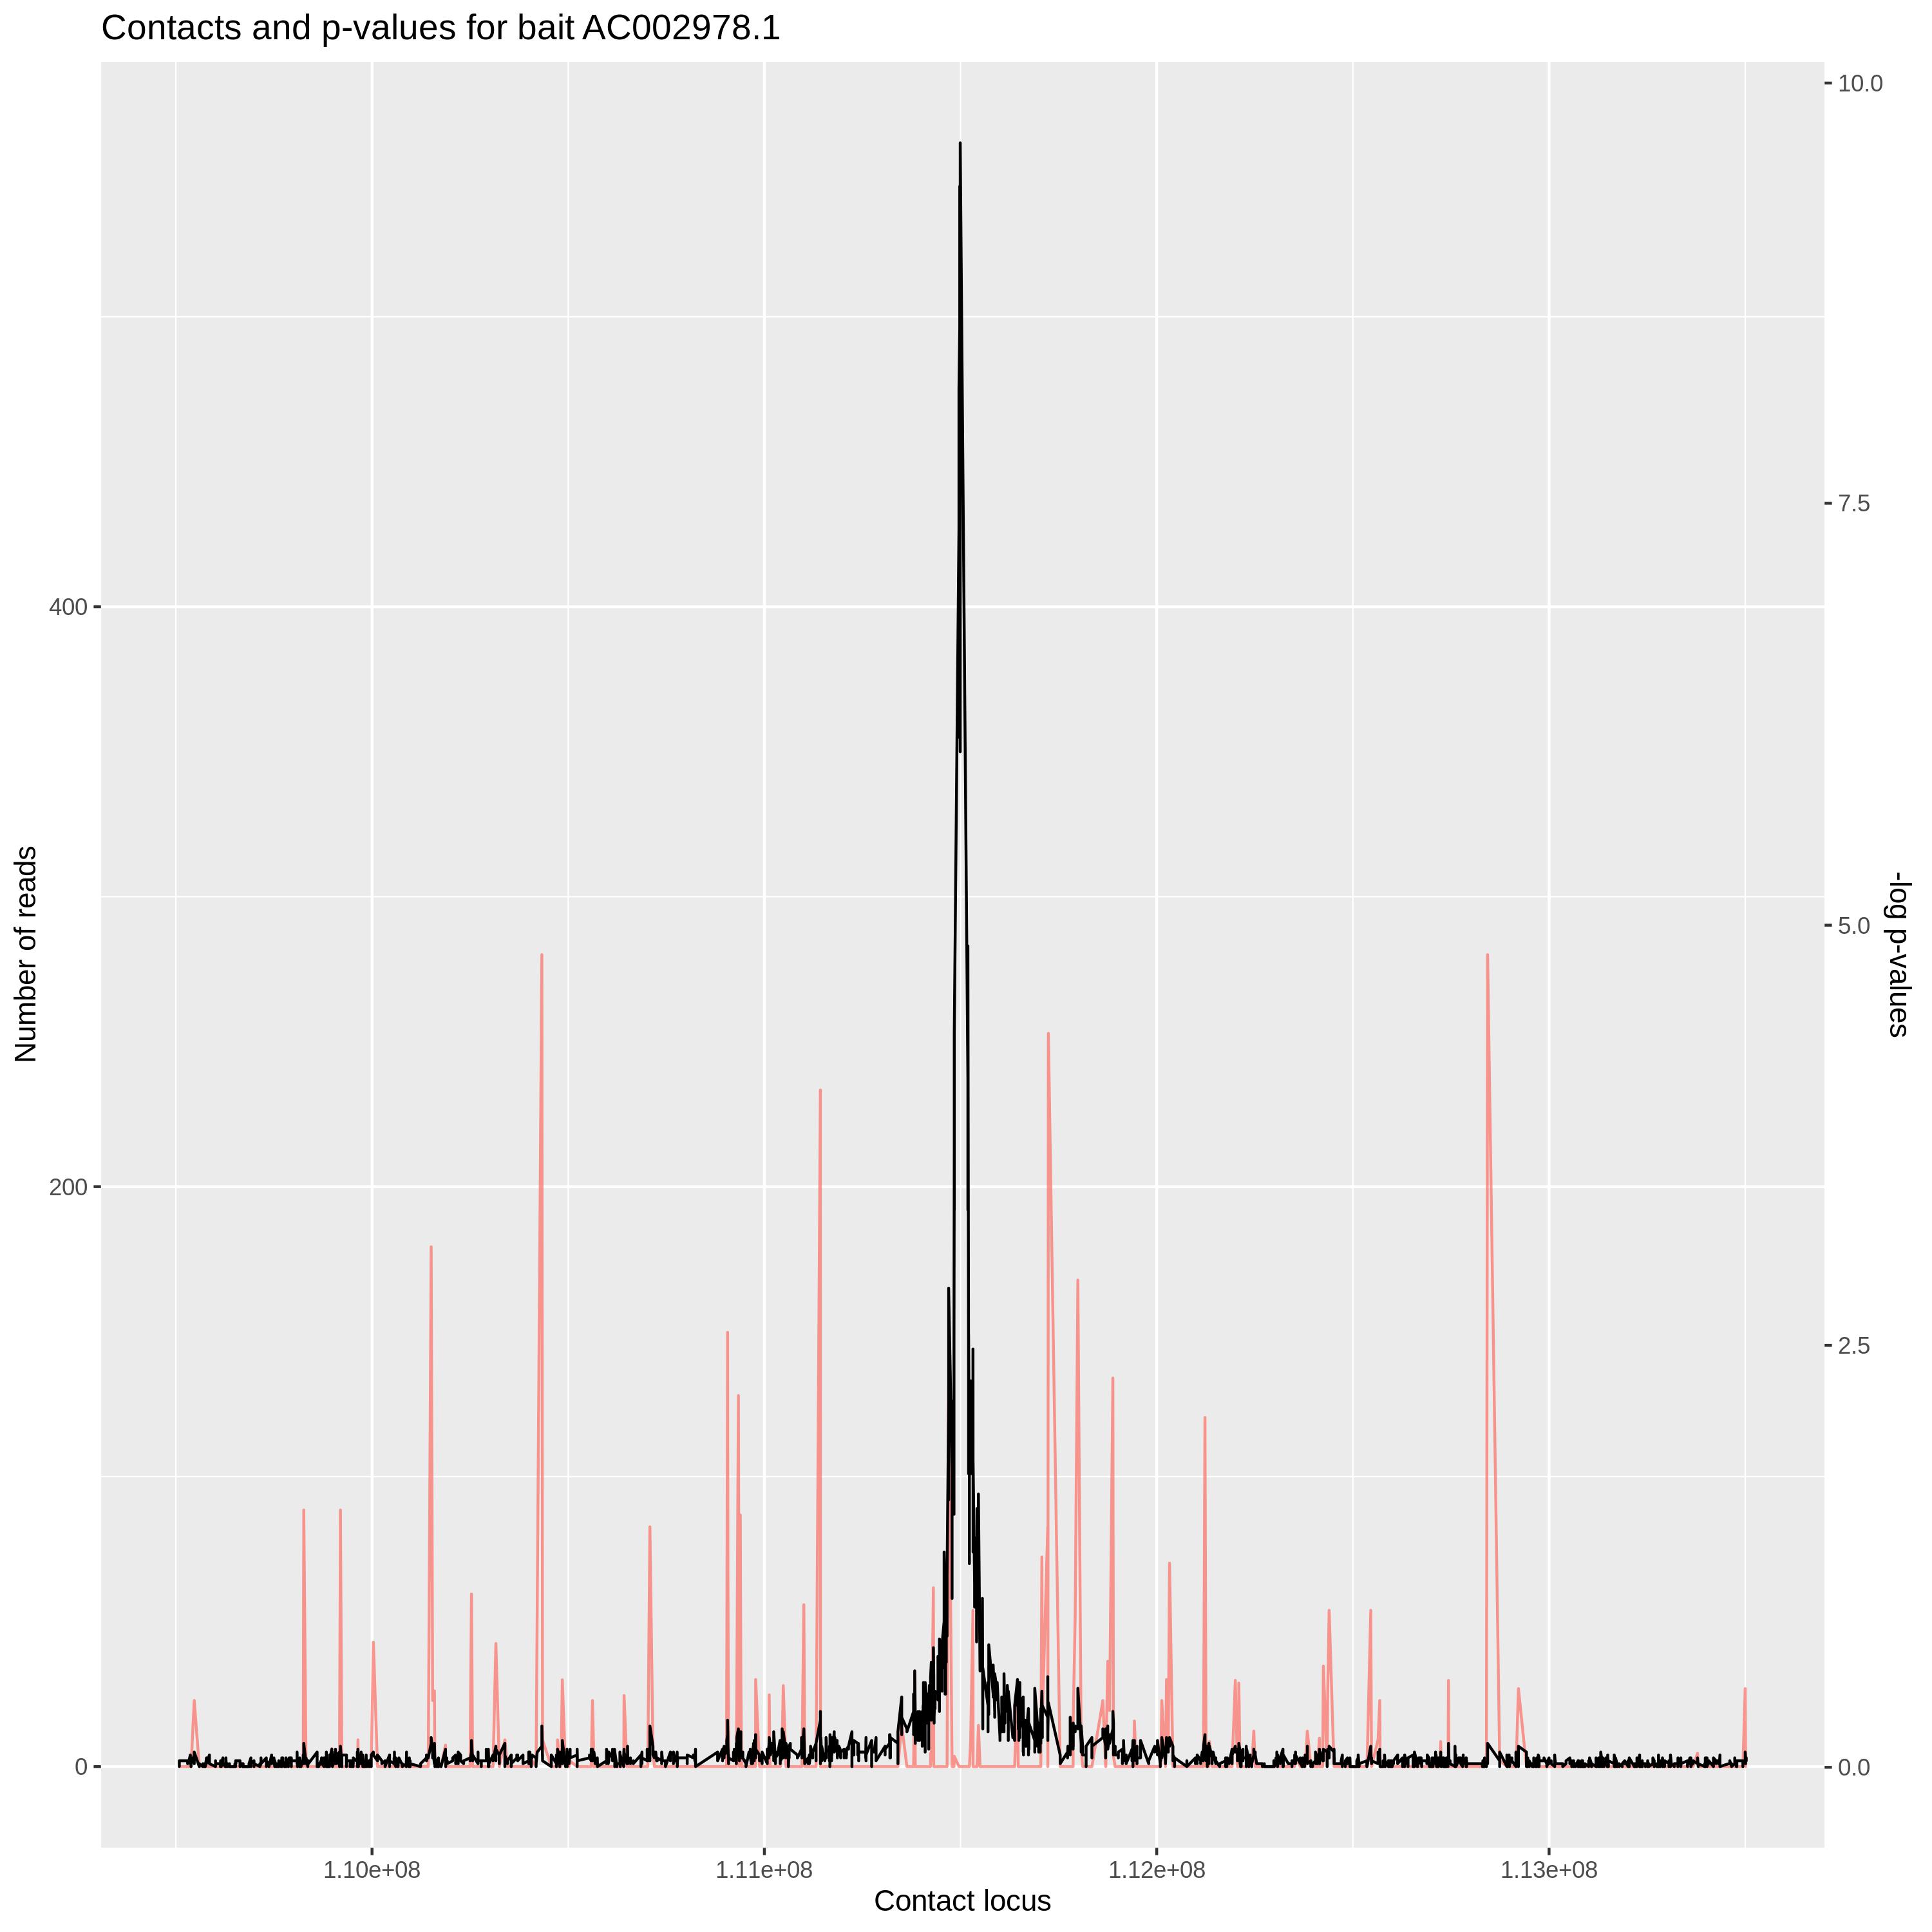 Contacts and p-values for bait AC002978.1
10.0
7.5
5.0
2.5
0.0
400
200
0
Number of reads
-log p-values
1.10e+08
1.11e+08
1.12e+08
1.13e+08
Contact locus